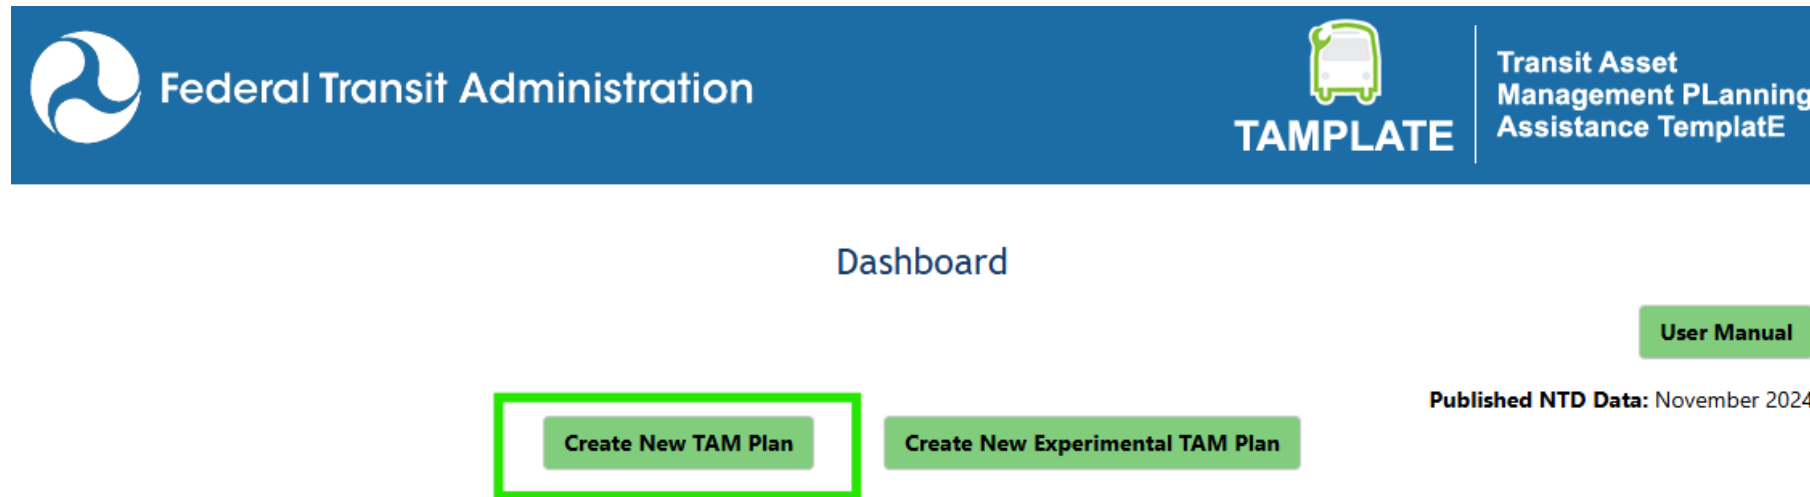 Federal Transit Administration
TAMPLATE
Transit Asset
Management PLanning
Assistance TemplatE
Dashboard
User Manual
Published NTD Data: November 2024
Create New TAM Plan
Create New Experimental TAM Plan